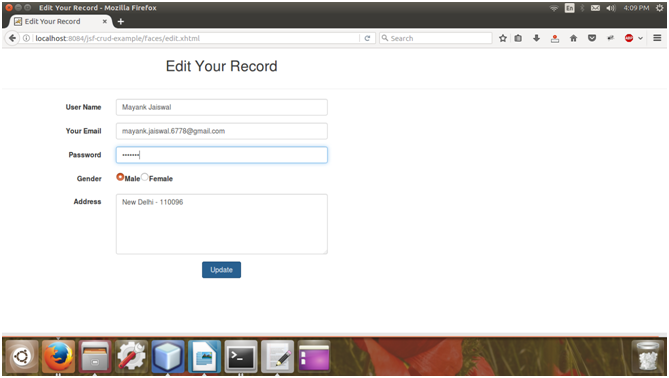 Edit Your Record - Mozilla Firefox
En
4:09 PM
Edit Your Record
localhost:8084/jsf-crud-example/faces/edit.xhtml
Search
ABP
Edit Your Record
User Name
Mayank Jaiswal
Your Email
mayank.jaiswal.6778@gmail.com
Password
•••••••
Gender
Male Female
Address
New Delhi - 110096
Update